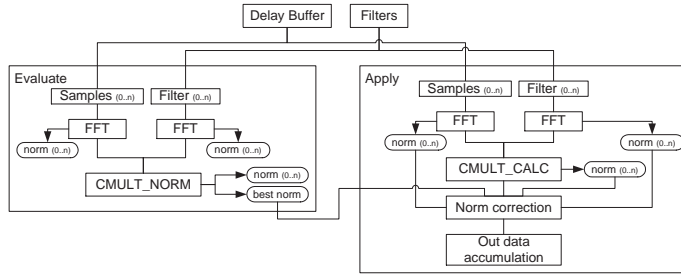 Delay Buffer
Filters
Evaluate
Samples (0..n)
Filter (0..n)
FFT
FFT
norm (0..n)
norm (0..n)
CMULT_NORM
norm (0..n)
best norm
Apply
Samples (0..n)
Filter (0..n)
FFT
FFT
norm (0..n)
norm (0..n)
CMULT_CALC
norm (0..n)
Norm correction
Out data
accumulation